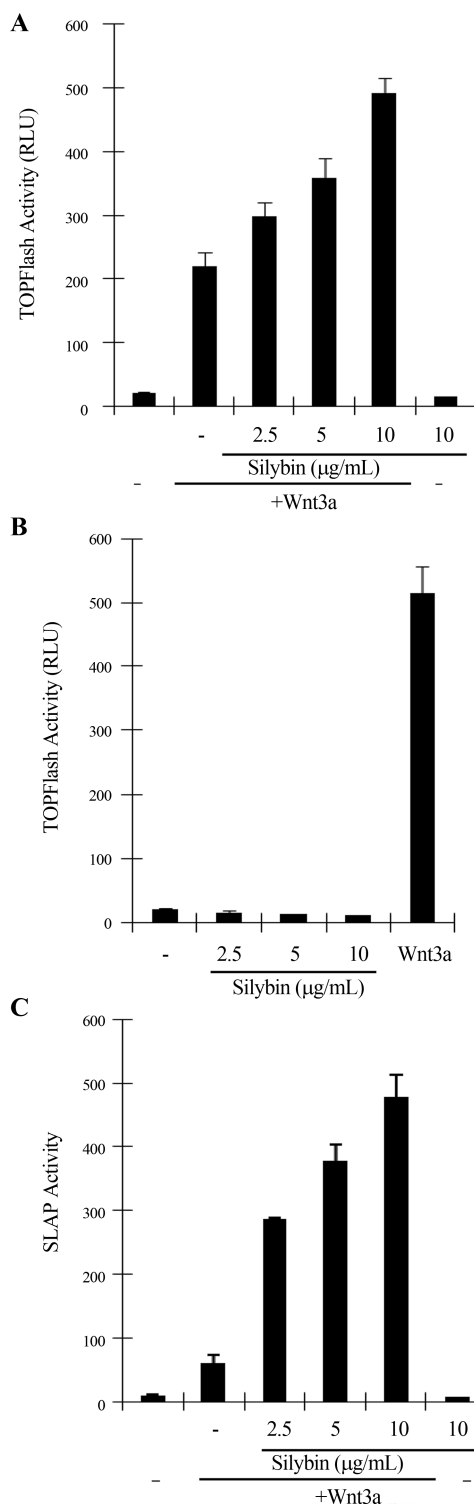 A
600
500
400
300
200
100
0
TOPFlash Activity (RLU)
- 2.5 5 10 10
Silybin (μg/mL)
– –
+Wnt3a
B
600
500
400
300
200
100
0
TOPFlash Activity (RLU)
- 2.5 5 10 Wnt3a
Silybin (μg/mL)
C
600
500
400
300
200
100
0
SLAP Activity
- 2.5 5 10 10
Silybin (μg/mL)
– –
+Wnt3a